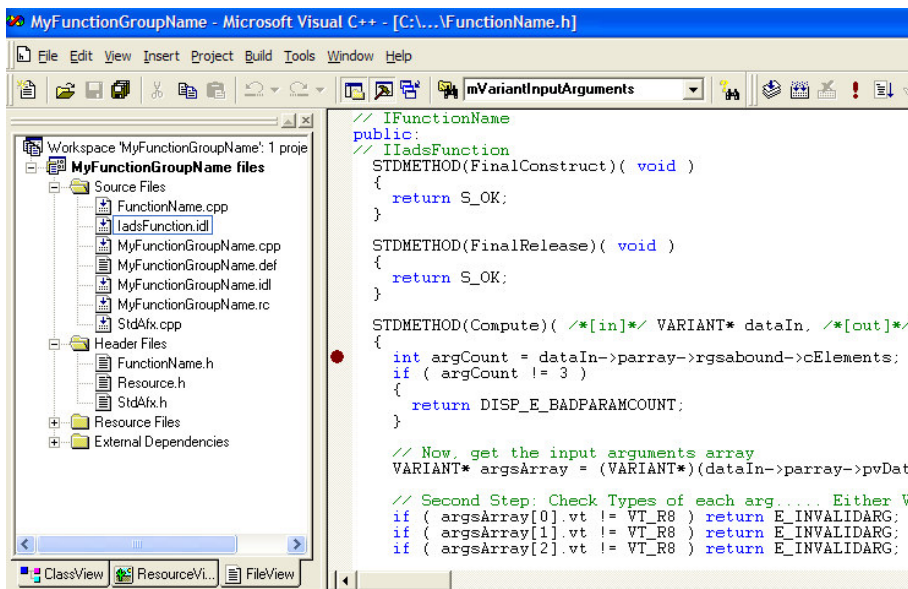 MyFunctionGroupName - Microsoft Visual C++ - [C:\...\FunctionName.h]
File Edit View Insert Project Build Tools Window Help
mVariantInputArguments
Workspace 'MyFunctionGroupName': 1 proje
MyFunctionGroupName files
Source Files
FunctionName.cpp
IadsFunction.idl
MyFunctionGroupName.cpp
MyFunctionGroupName.def
MyFunctionGroupName.idl
MyFunctionGroupName.rc
StdAfx.cpp
Header Files
FunctionName.h
Resource.h
StdAfx.h
Resource Files
External Dependencies
ClassView ResourceVi... FileView
// IFunctionName
public:
// IIadsFunction
STDMETHOD(FinalConstruct)( void )
{
return S_OK;
}
STDMETHOD(FinalRelease)( void )
{
return S_OK;
}
STDMETHOD(Compute)( /*[in]*/ VARIANT* dataIn, /*[out]*/
{
int argCount = dataIn->parray->rgsabound->cElements;
if ( argCount != 3 )
{
return DISP_E_BADPARAMCOUNT;
}
// Now, get the input arguments array
VARIANT* argsArray = (VARIANT*)(dataIn->parray->pvDat
// Second Step: Check Types of each arg..... Either V
if ( argsArray[0].vt != VT_R8 ) return E_INVALIDARG;
if ( argsArray[1].vt != VT_R8 ) return E_INVALIDARG;
if ( argsArray[2].vt != VT_R8 ) return E_INVALIDARG;